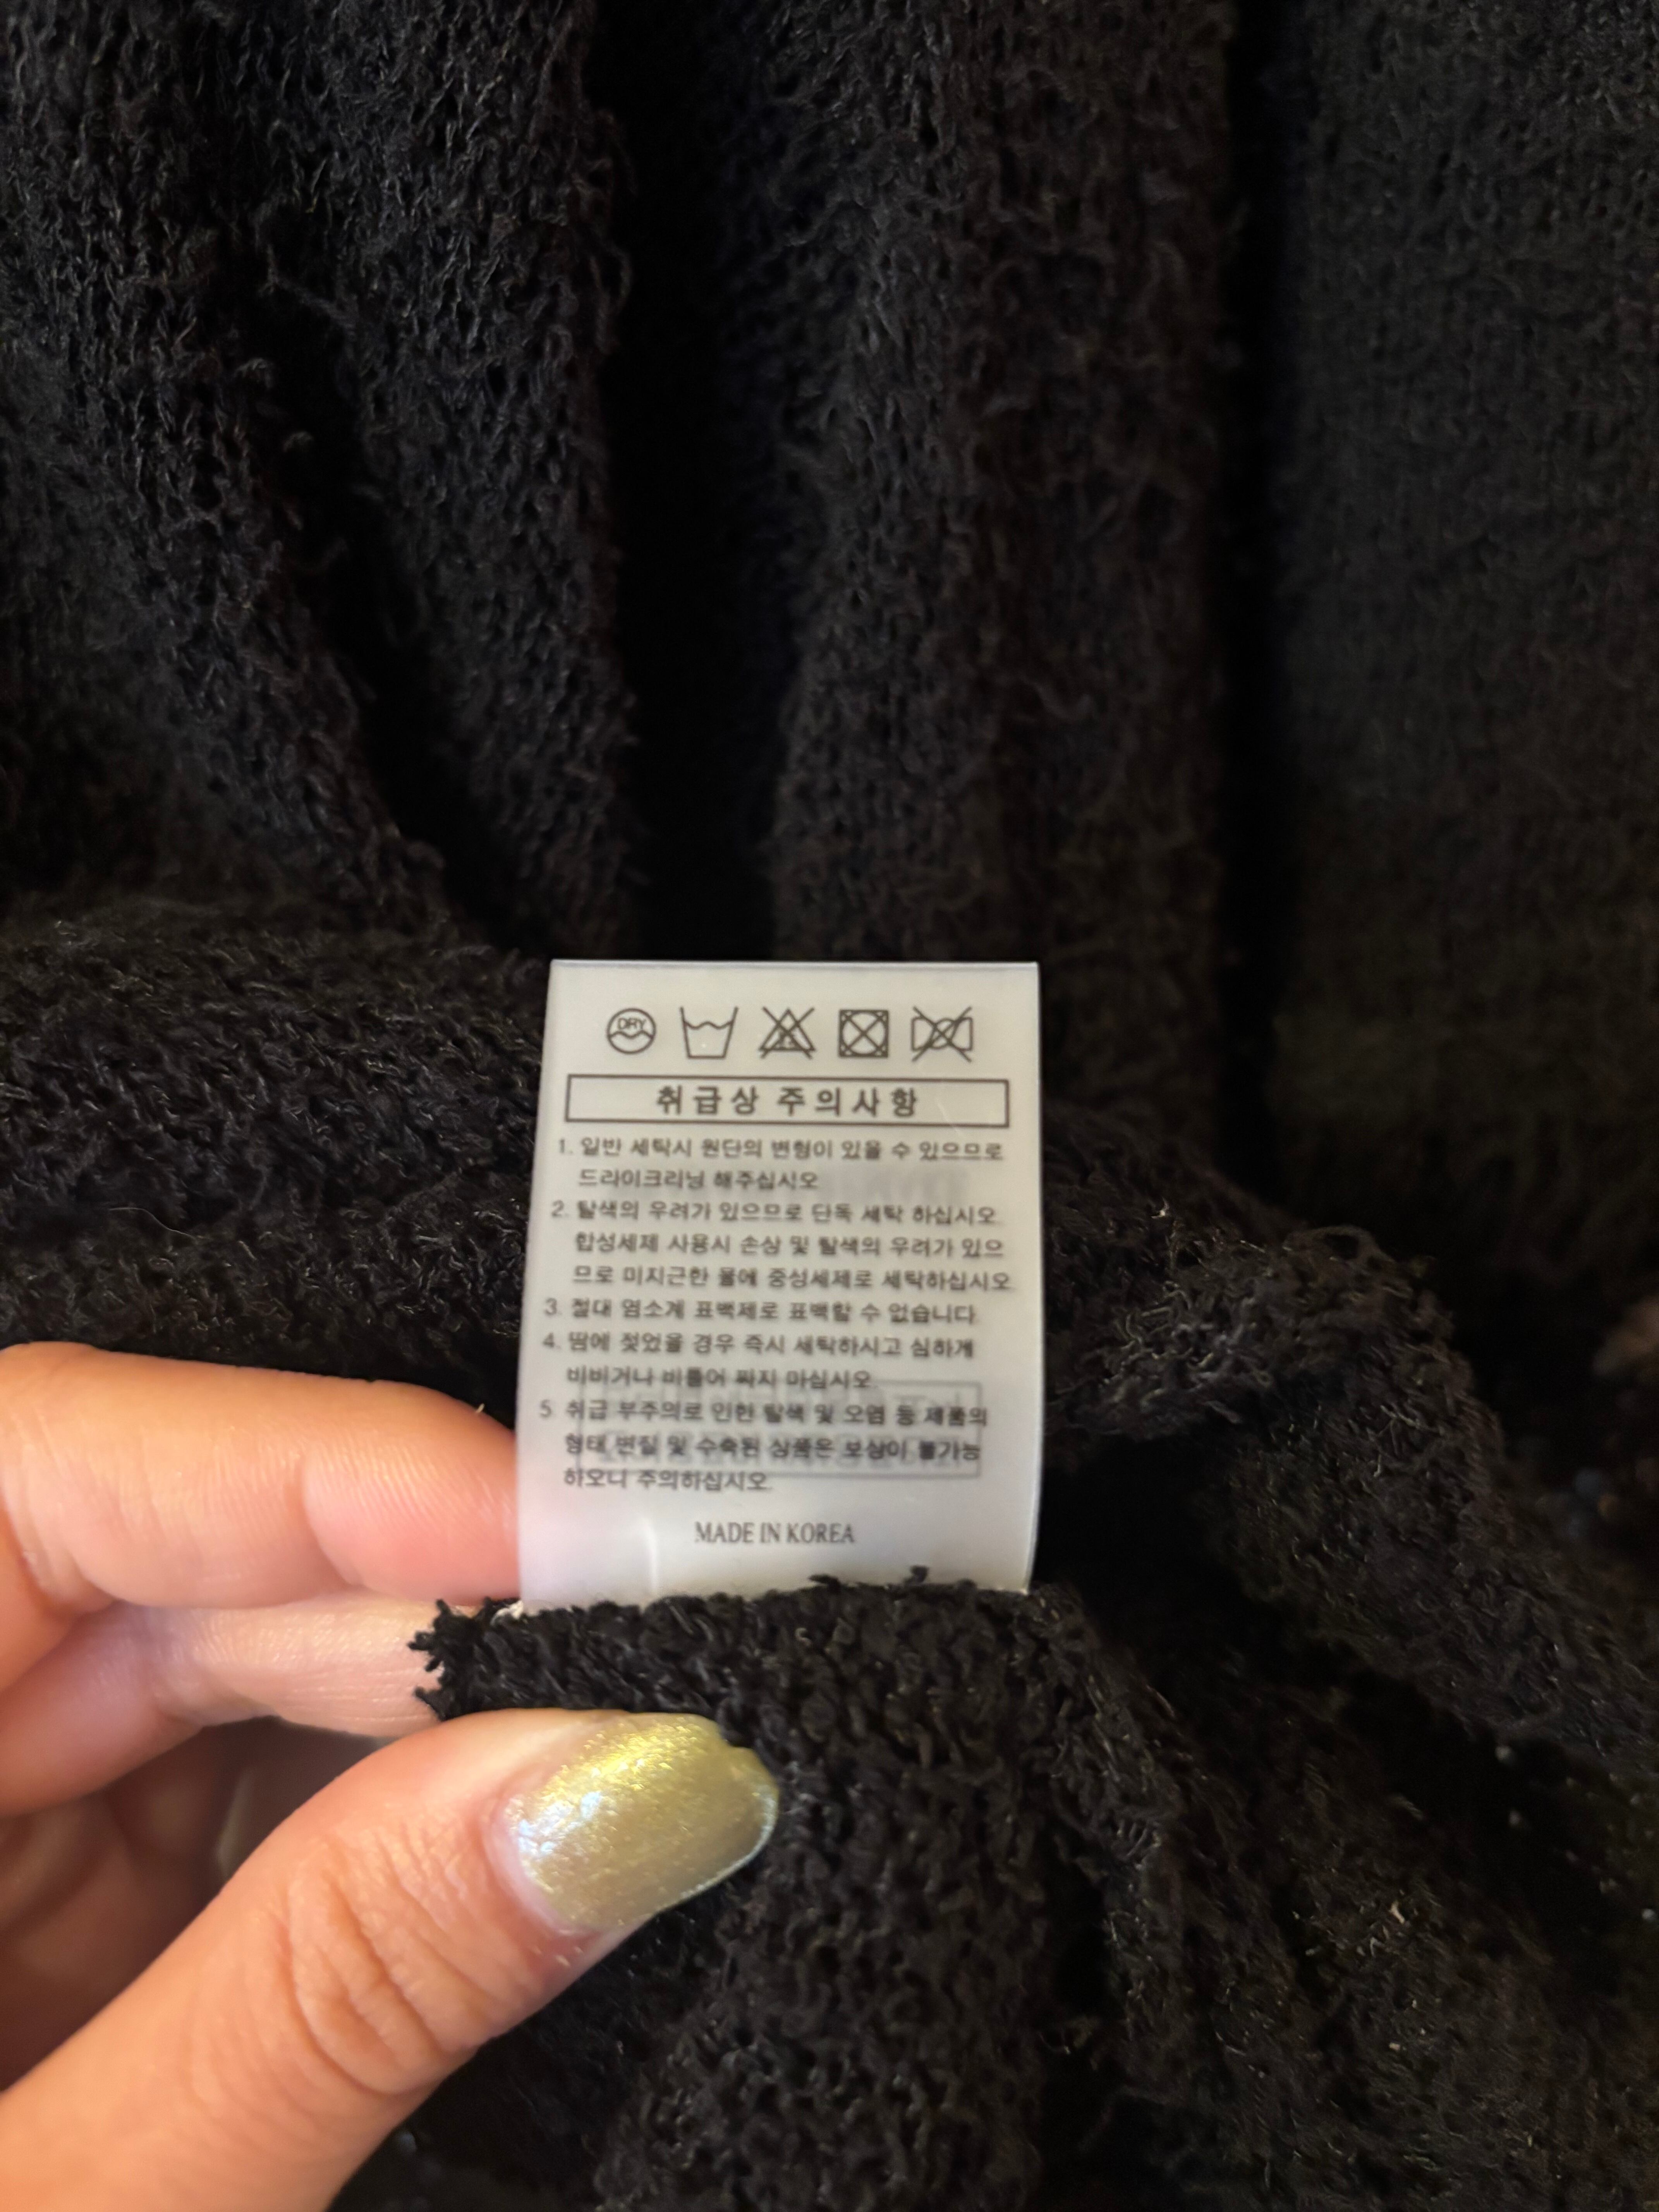 DRY
취급상 주의사항
1. 일반 세탁시 원단의 변형이 있을 수 있으므로
드라이크리닝 해주십시오
2. 탈색의 우려가 있으므로 단독 세탁 하십시오.
합성세제 사용시 손상 및 탈색의 우려가 있으
므로 미지근한 물에 중성세제로 세탁하십시오.
3. 절대 염소계 표백제로 표백할 수 없습니다.
4. 땀에 젖었을 경우 즉시 세탁하시고 심하게
비비거나 비틀어 짜지 마십시오.
5. 취급 부주의로 인한 탈색 및 오염 등 제품의
형태 변질 및 수축된 상품은 보상이 불가능
하오니 주의하십시오.
MADE IN KOREA